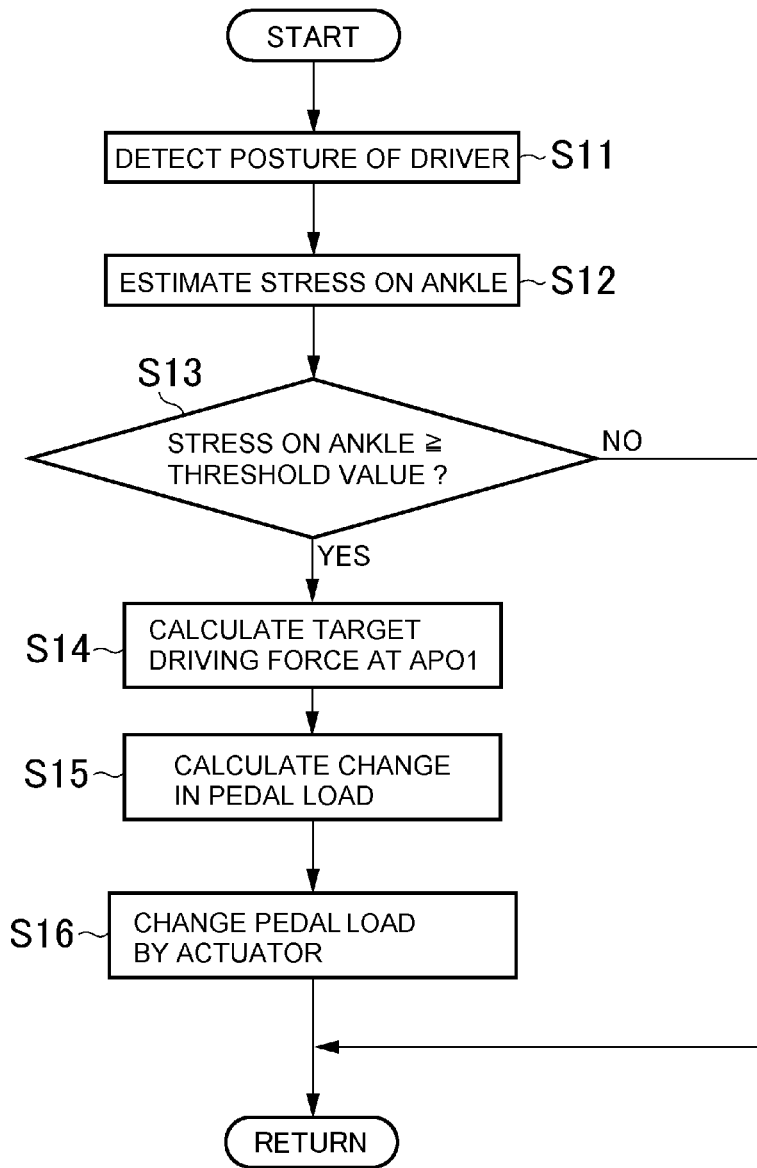 START
DETECT POSTURE OF DRIVER
S11
ESTIMATE STRESS ON ANKLE
S12
S13
STRESS ON ANKLE ≧
THRESHOLD VALUE ?
NO
YES
S14
CALCULATE TARGET
DRIVING FORCE AT APO1
S15
CALCULATE CHANGE
IN PEDAL LOAD
S16
CHANGE PEDAL LOAD
BY ACTUATOR
RETURN